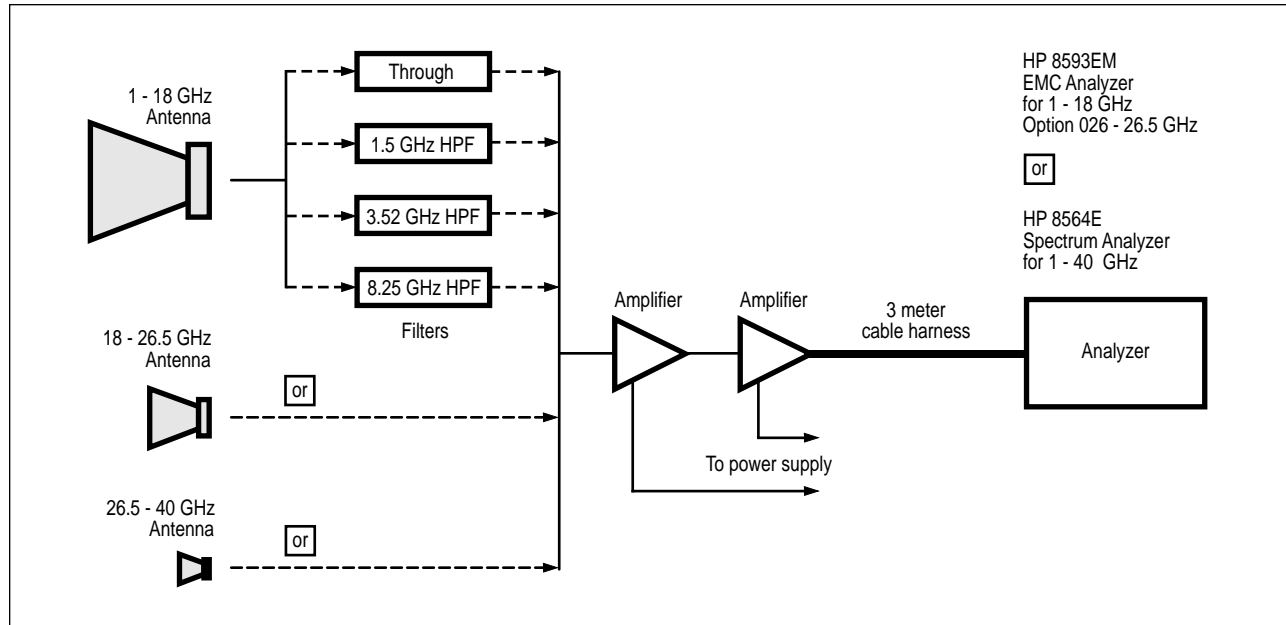 1 - 18 GHz
Antenna
Through
1.5 GHz HPF
3.52 GHz HPF
8.25 GHz HPF
Filters
18 - 26.5 GHz
Antenna
or
26.5 - 40 GHz
Antenna
or
Amplifier
Amplifier
To power supply
3 meter
cable harness
HP 8593EM
EMC Analyzer
for 1 - 18 GHz
Option 026 - 26.5 GHz
or
HP 8564E
Spectrum Analyzer
for 1 - 40 GHz
Analyzer